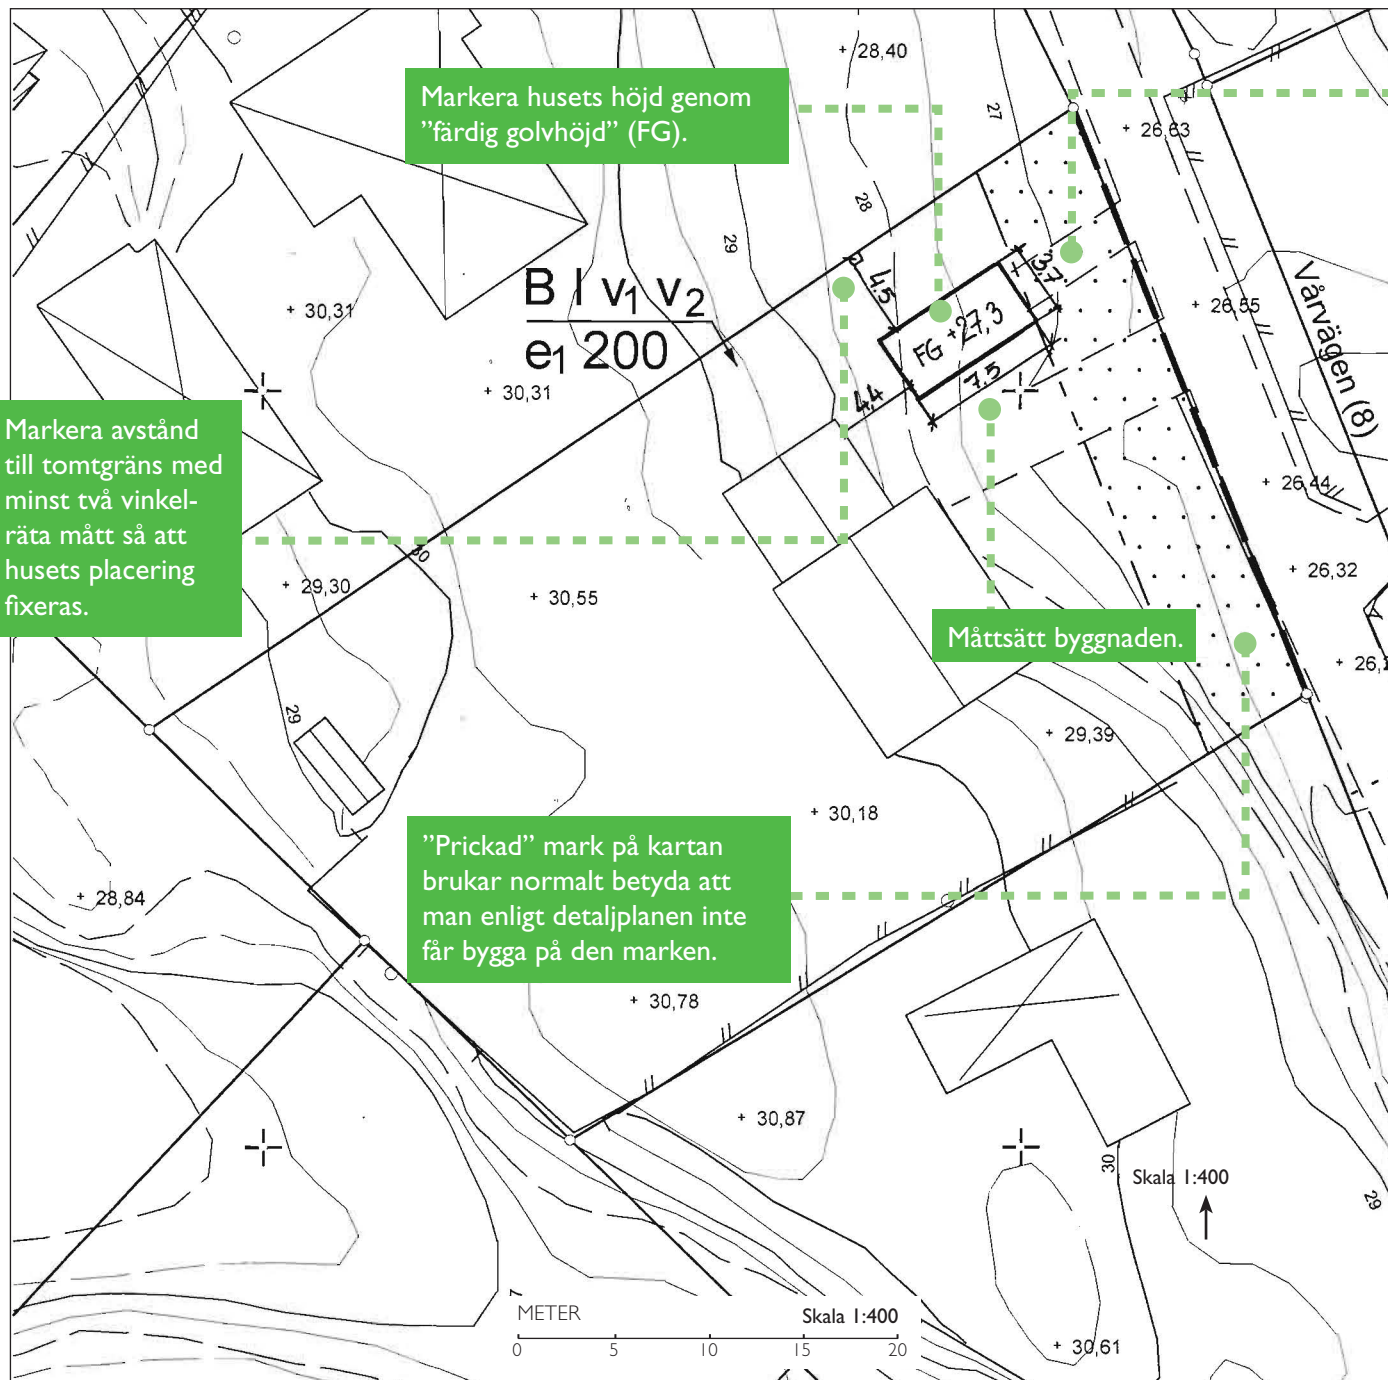 28,40
Markera husets höjd genom
”färdig golvhöjd” (FG).
27
26,63
28
29
3.7
4.5
B I v1 v2
e1 200
30,31
FG +27,3
26,55
Vårvägen (8)
30,31
7.5
4,4
Markera avstånd
till tomtgräns med
minst två vinkel-
räta mått så att
husets placering
fixeras.
26,44
30
29,30
30,55
26,32
Måttsätt byggnaden.
29
29,39
30,18
”Prickad” mark på kartan
brukar normalt betyda att
man enligt detaljplanen inte
får bygga på den marken.
28,84
30,78
30,87
30
Skala 1:400
29
METER
Skala 1:400
0 5 10 15 20
30,61